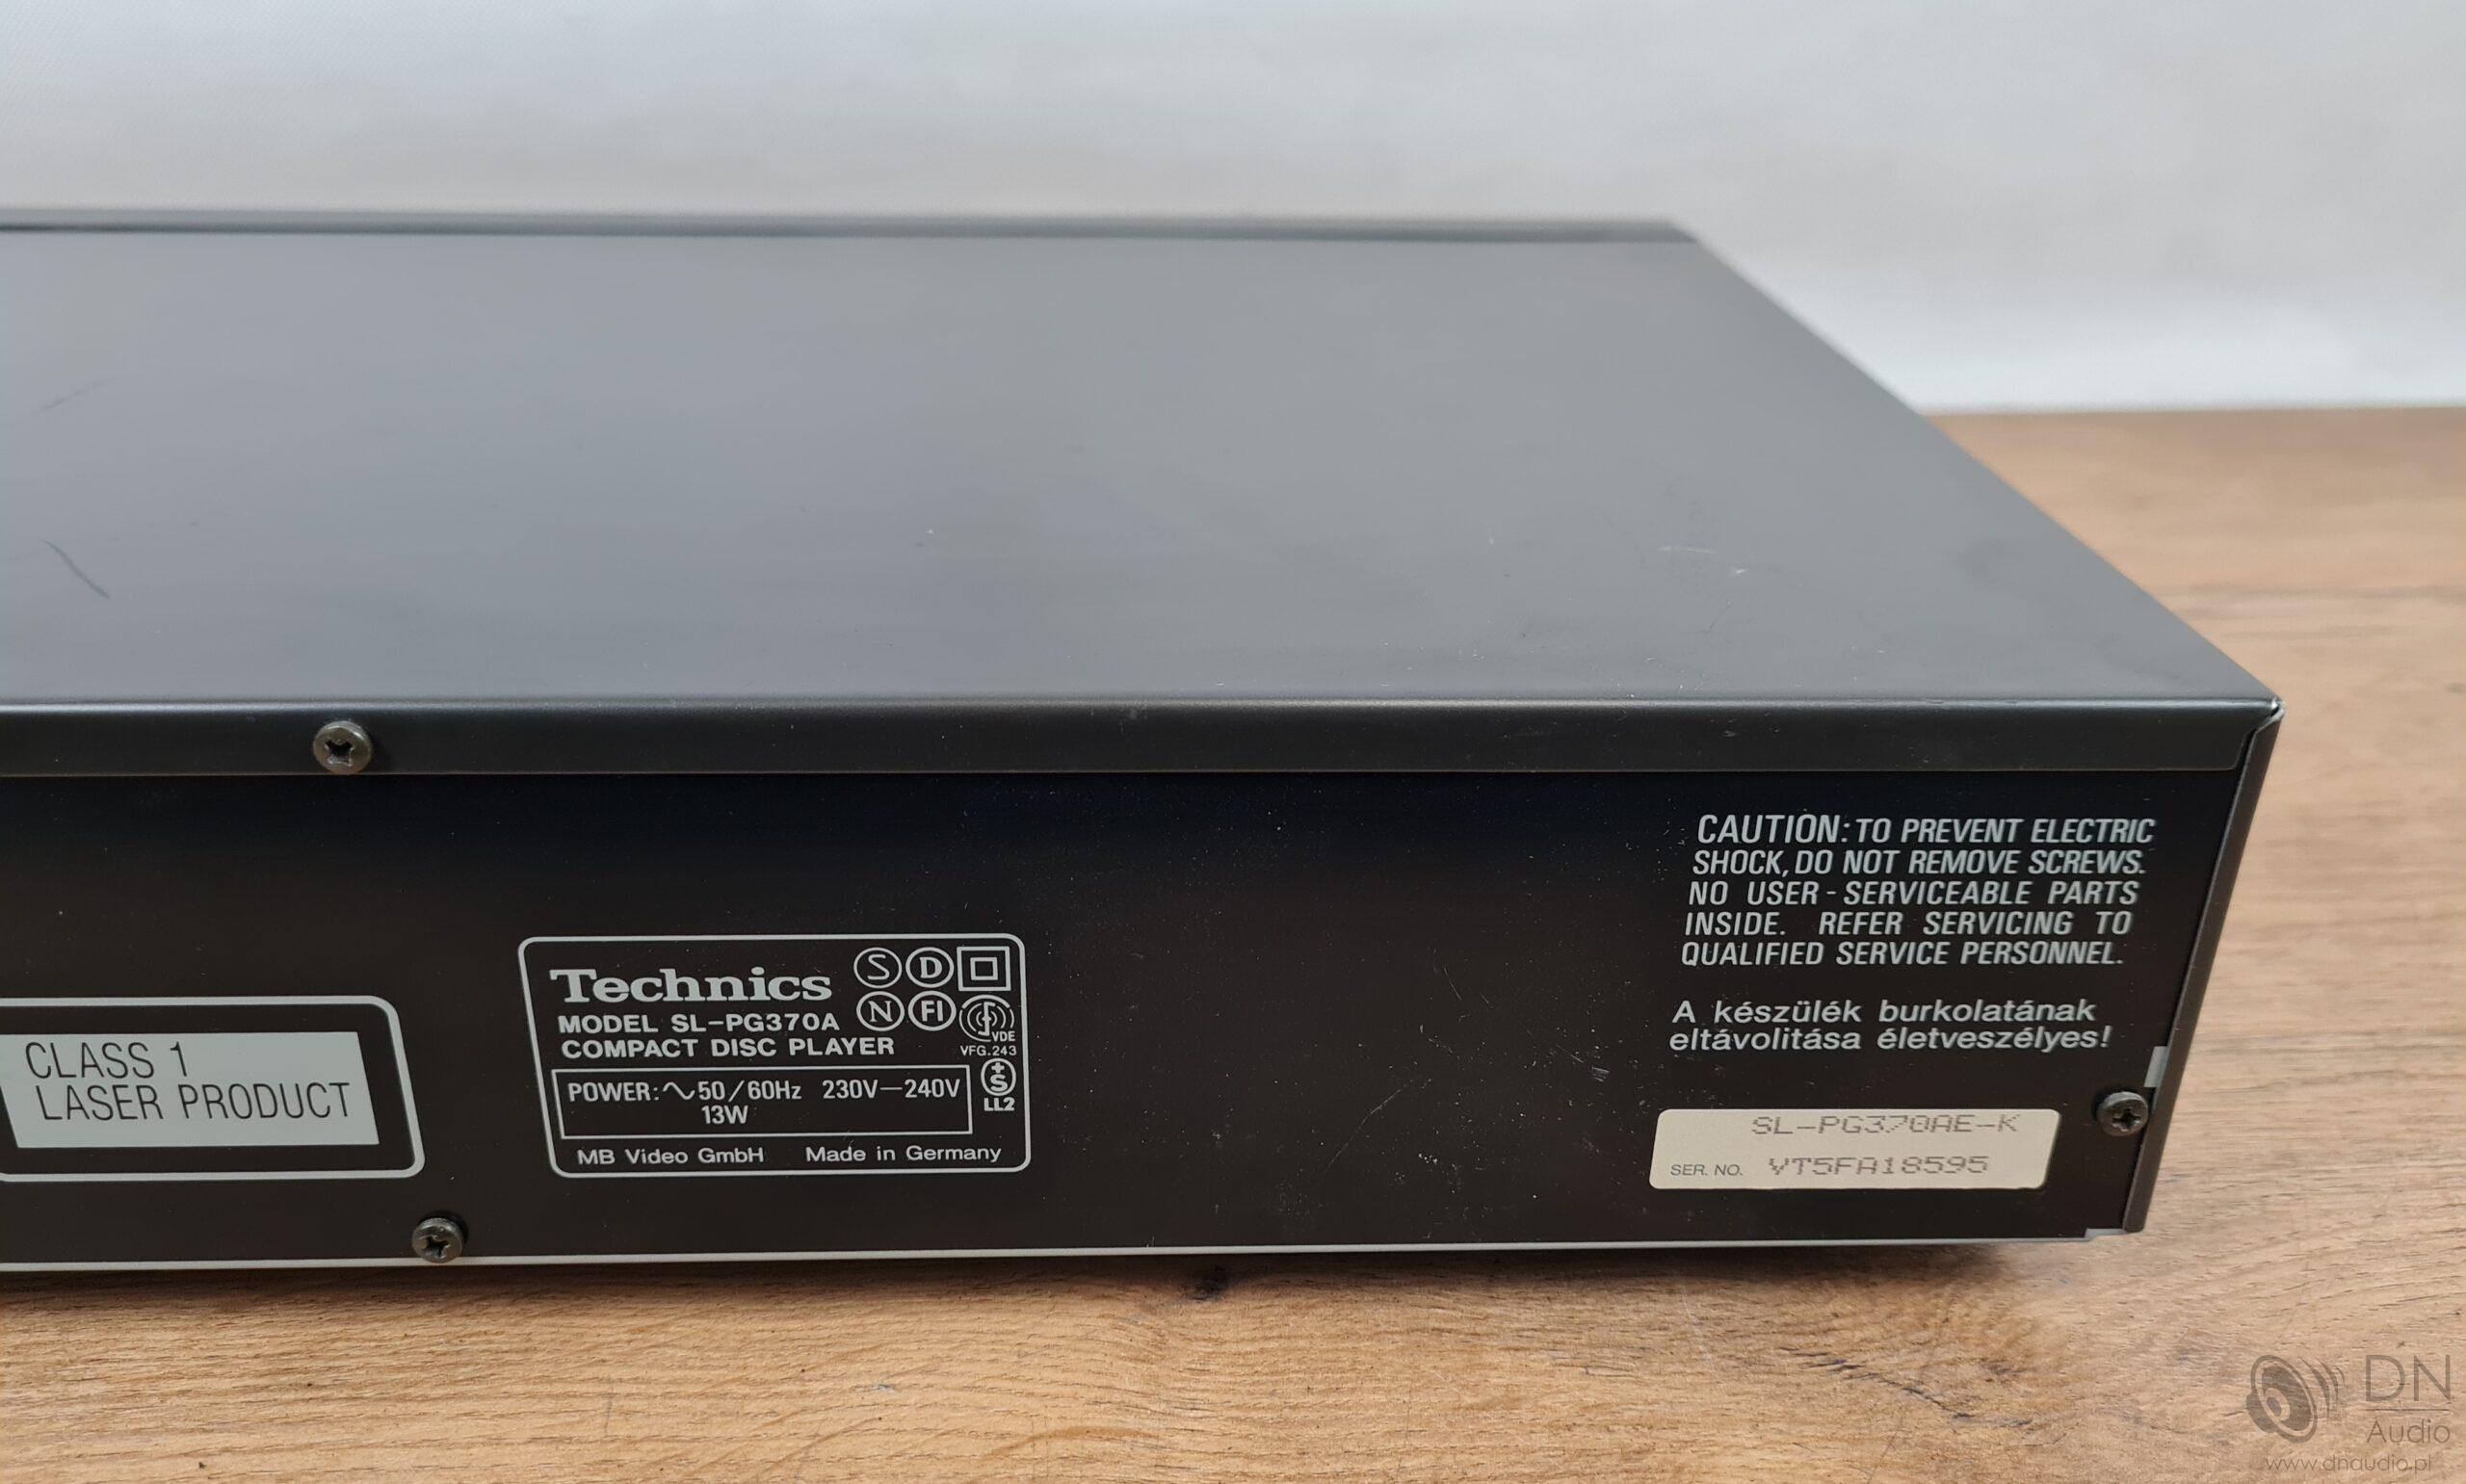 CLASS 1
LASER PRODUCT
Technics
S D
N FI
MODEL SL-PG370A
COMPACT DISC PLAYER
VDE
VFG.243
S
LL2
POWER:∿50/60Hz 230V—240V
13W
MB Video GmbH Made in Germany
CAUTION: TO PREVENT ELECTRIC
SHOCK, DO NOT REMOVE SCREWS.
NO USER-SERVICEABLE PARTS
INSIDE. REFER SERVICING TO
QUALIFIED SERVICE PERSONNEL.
A készülék burkolatának
eltávolitása életveszélyes!
SL-PG370AE-K
SER. NO. VT5FA18595
DN
Audio
www.dnaudio.pl